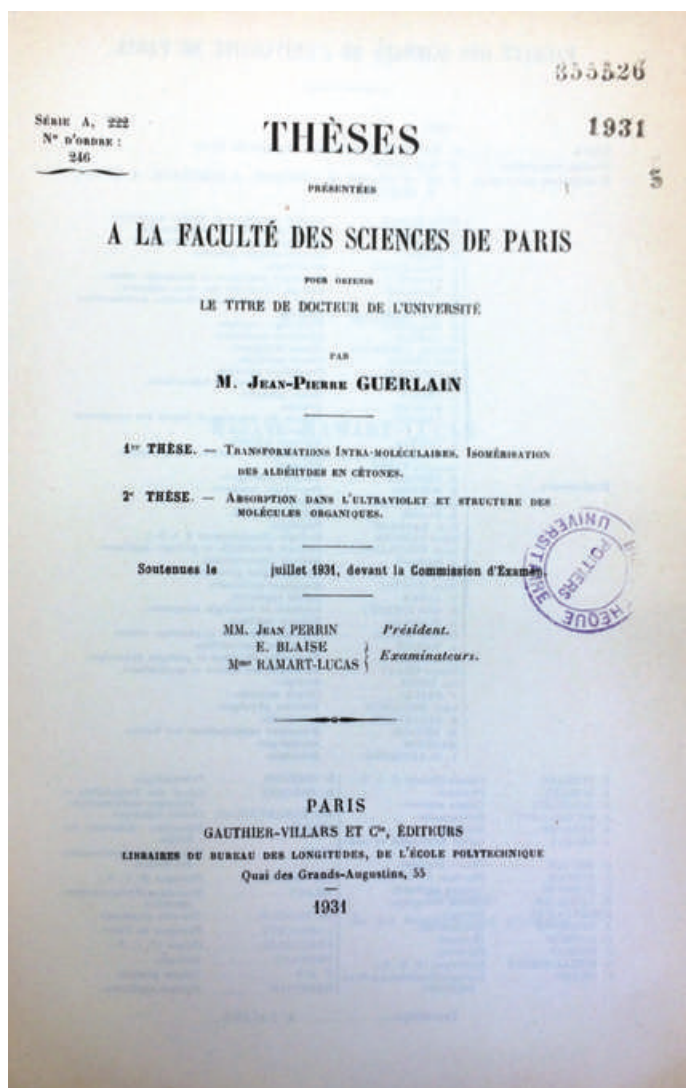 355526
SÉRIE A, 222
N° D'ORDRE :
246
1931
5
THÈSES
PRÉSENTÉES
A LA FACULTÉ DES SCIENCES DE PARIS
POUR OBTENIR
LE TITRE DE DOCTEUR DE L'UNIVERSITÉ
PAR
M. JEAN-PIERRE GUERLAIN
1re THÈSE. — TRANSFORMATIONS INTRA-MOLÉCULAIRES. ISOMÉRISATION
DES ALDÉHYDES EN CÉTONES.
2e THÈSE. — ABSORPTION DANS L'ULTRAVIOLET ET STRUCTURE DES
MOLÉCULES ORGANIQUES.
Soutenues le juillet 1931, devant la Commission d'Examen.
UNIVERSITAIRE
POITIERS
MM. JEAN PERRIN Président.
E. BLAISE
Mme RAMART-LUCAS } Examinateurs.
PARIS
GAUTHIER-VILLARS ET Cie, ÉDITEURS
LIBRAIRES DU BUREAU DES LONGITUDES, DE L'ÉCOLE POLYTECHNIQUE
Quai des Grands-Augustins, 55
1931